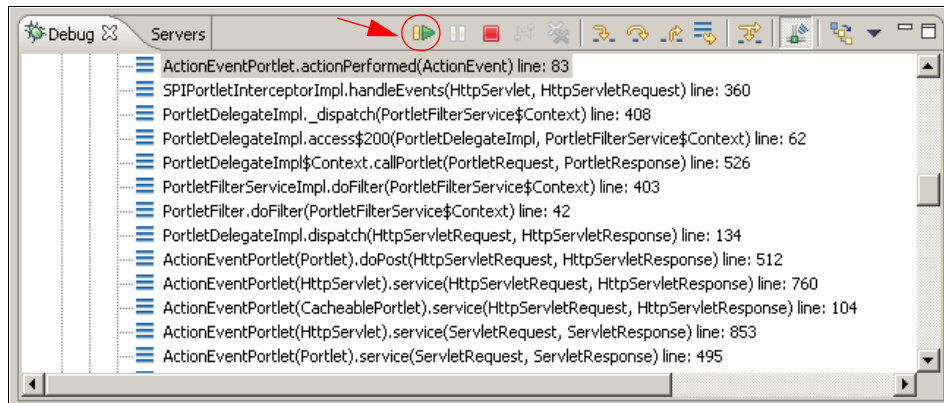 Debug Servers
ActionEventPortlet.actionPerformed(ActionEvent) line: 83
SPIPortletInterceptorImpl.handleEvents(HttpServlet, HttpServletRequest) line: 360
PortletDelegateImpl._dispatch(PortletFilterService$Context) line: 408
PortletDelegateImpl.access$200(PortletDelegateImpl, PortletFilterService$Context) line: 62
PortletDelegateImpl$Context.callPortlet(PortletRequest, PortletResponse) line: 526
PortletFilterServiceImpl.doFilter(PortletFilterService$Context) line: 403
PortletFilter.doFilter(PortletFilterService$Context) line: 42
PortletDelegateImpl.dispatch(HttpServletRequest, HttpServletResponse) line: 134
ActionEventPortlet(Portlet).doPost(HttpServletRequest, HttpServletResponse) line: 512
ActionEventPortlet(HttpServlet).service(HttpServletRequest, HttpServletResponse) line: 760
ActionEventPortlet(CacheablePortlet).service(HttpServletRequest, HttpServletResponse) line: 104
ActionEventPortlet(HttpServlet).service(ServletRequest, ServletResponse) line: 853
ActionEventPortlet(Portlet).service(ServletRequest, ServletResponse) line: 495